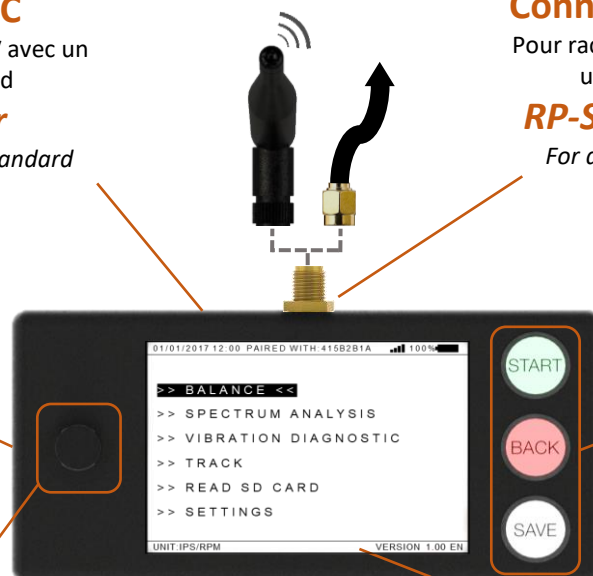 C
avec un
d
r
andard
Conn
Pour rac
u
RP-S
For a
01/01/2017 12:00 PAIRED WITH:415B2B1A 100%
>> BALANCE <<
>> SPECTRUM ANALYSIS
>> VIBRATION DIAGNOSTIC
>> TRACK
>> READ SD CARD
>> SETTINGS
UNIT:IPS/RPM VERSION 1.00 EN
START
BACK
SAVE